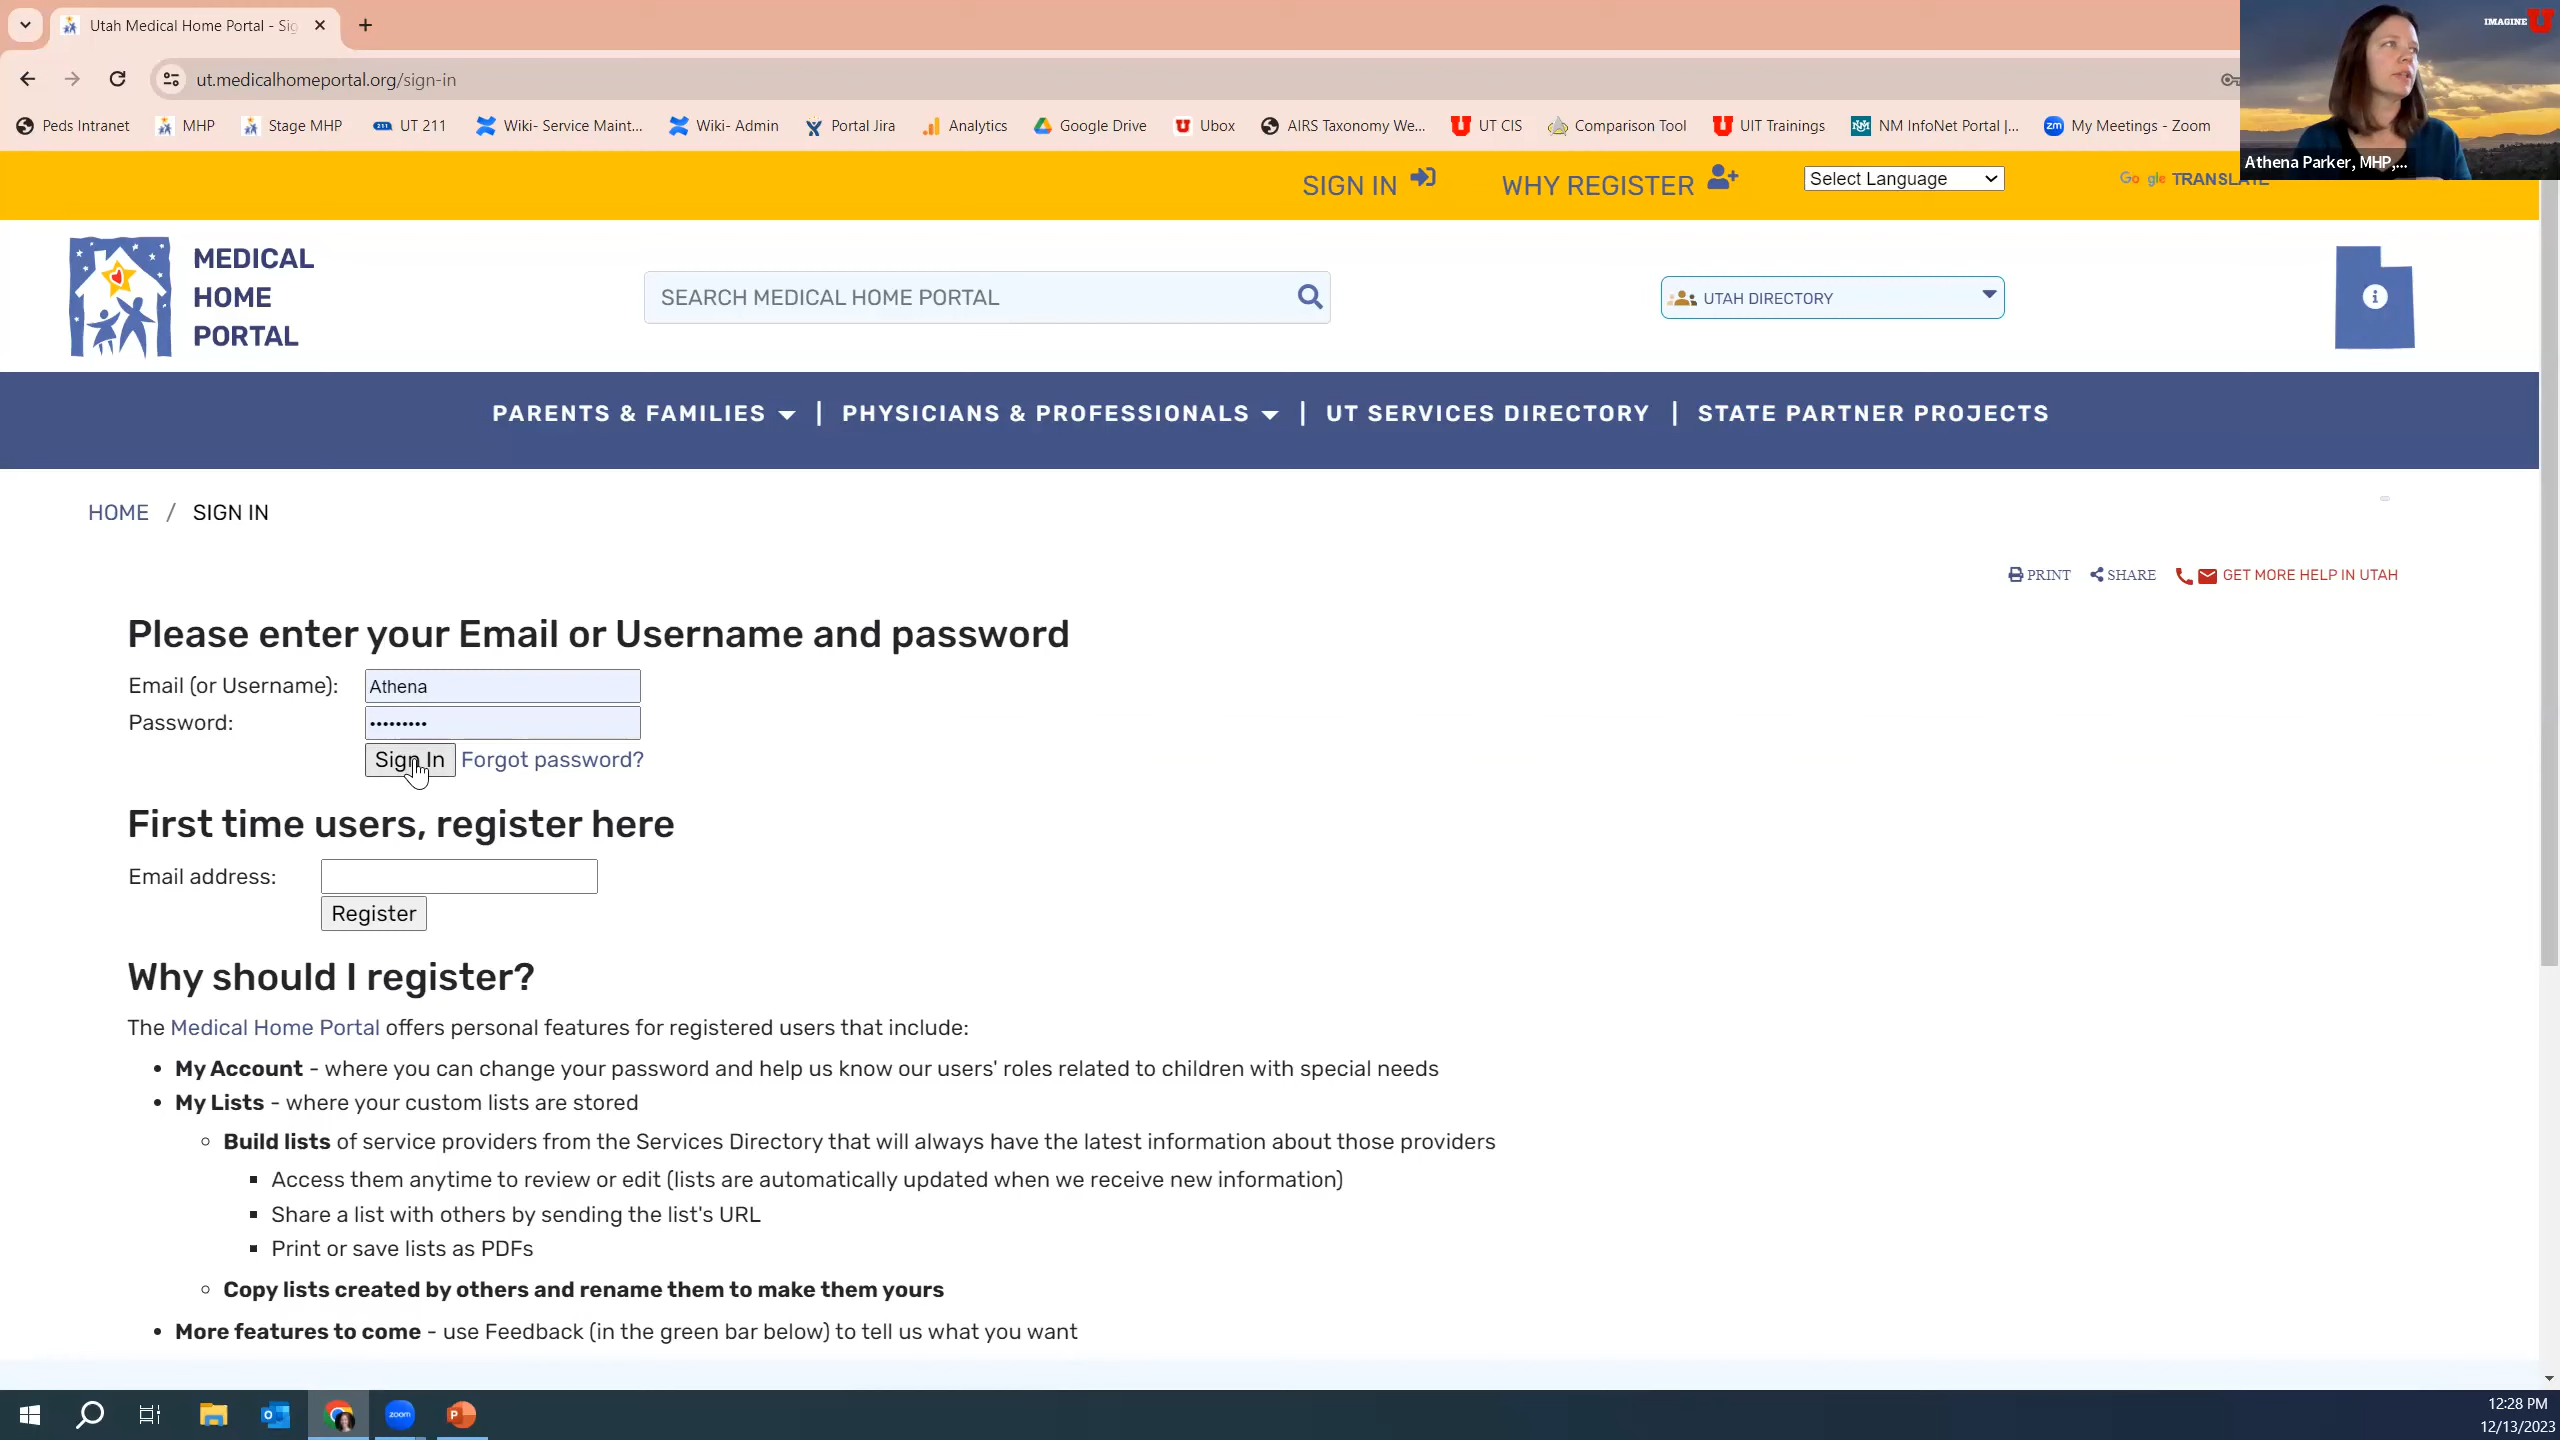 Utah Medical Home Portal - Sig
ut.medicalhomeportal.org/sign-in
Peds Intranet MHP Stage MHP UT 211 Wiki- Service Maint... Wiki- Admin Portal Jira Analytics Google Drive Ubox AIRS Taxonomy We... UT CIS Comparison Tool UIT Trainings NM InfoNet Portal |... My Meetings - Zoom
IMAGINE U
Athena Parker, MHP,...
SIGN IN WHY REGISTER Select Language Google TRANSLATE
MEDICAL
HOME
PORTAL
SEARCH MEDICAL HOME PORTAL
UTAH DIRECTORY
PARENTS & FAMILIES | PHYSICIANS & PROFESSIONALS | UT SERVICES DIRECTORY | STATE PARTNER PROJECTS
HOME / SIGN IN
PRINT SHARE GET MORE HELP IN UTAH
Please enter your Email or Username and password
Email (or Username): Athena
Password: •••••••••
Sign In Forgot password?
First time users, register here
Email address:
Register
Why should I register?
The Medical Home Portal offers personal features for registered users that include:
• My Account - where you can change your password and help us know our users' roles related to children with special needs
• My Lists - where your custom lists are stored
◦ Build lists of service providers from the Services Directory that will always have the latest information about those providers
▪ Access them anytime to review or edit (lists are automatically updated when we receive new information)
▪ Share a list with others by sending the list's URL
▪ Print or save lists as PDFs
◦ Copy lists created by others and rename them to make them yours
• More features to come - use Feedback (in the green bar below) to tell us what you want
zoom
12:28 PM
12/13/2023